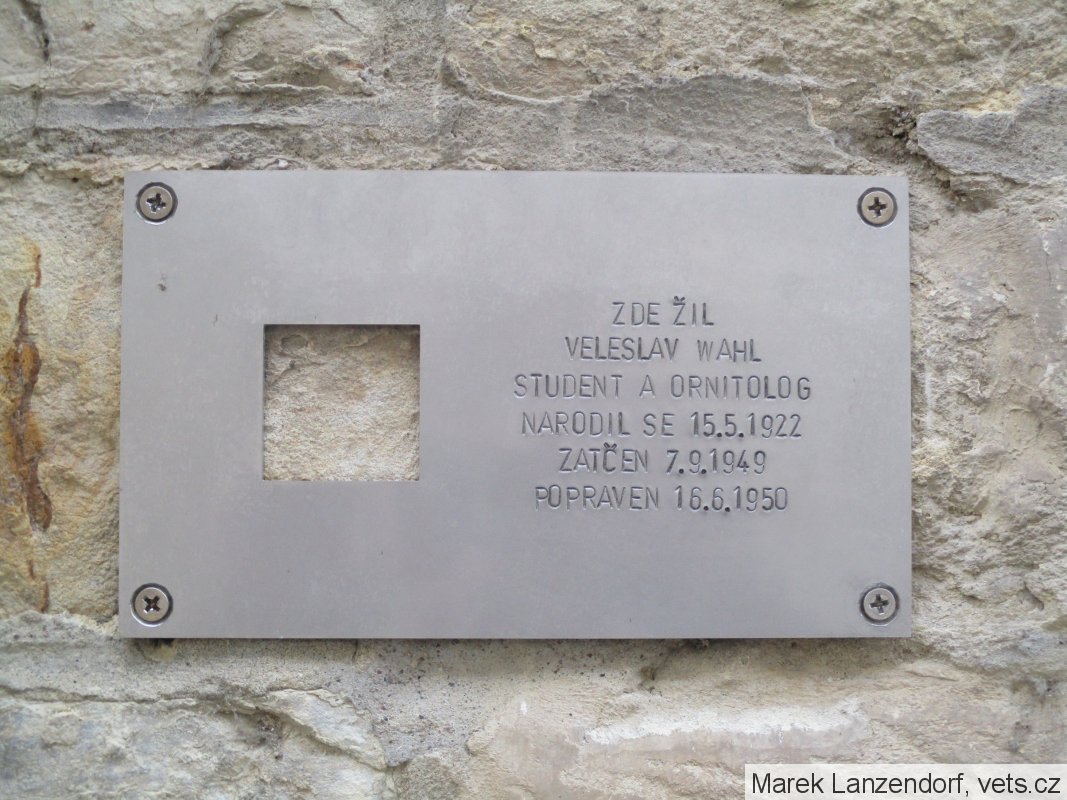 ZDE ŽIL
VELESLAV WAHL
STUDENT A ORNITOLOG
NARODIL SE 15.5.1922
ZATČEN 7.9.1949
POPRAVEN 16.6.1950
Marek Lanzendorf, vets.cz